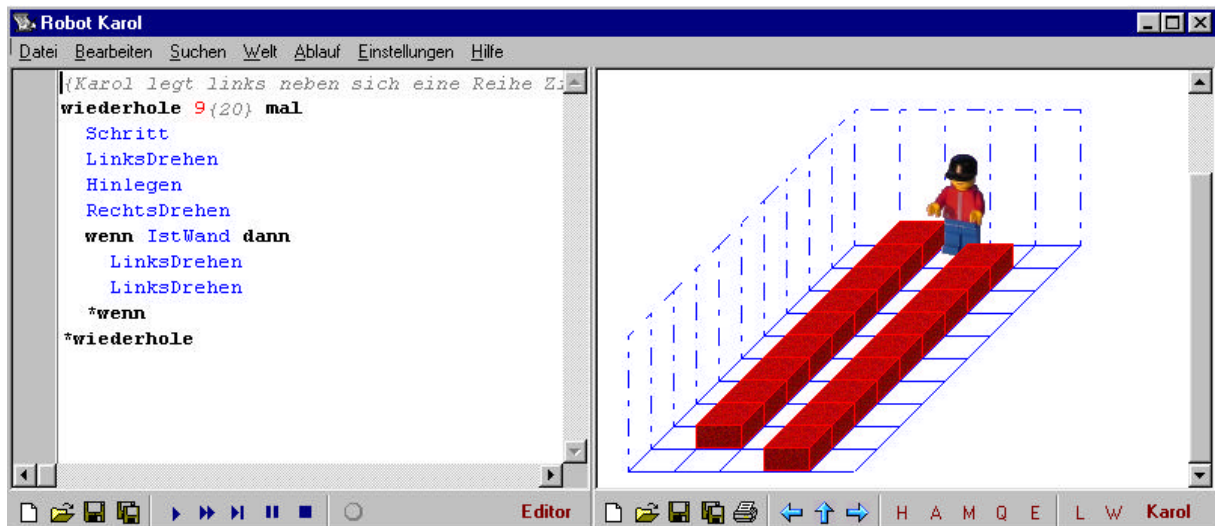 Robot Karol
Datei Bearbeiten Suchen Welt Ablauf Einstellungen Hilfe
{Karol legt links neben sich eine Reihe Zi
wiederhole 9{20} mal
Schritt
LinksDrehen
Hinlegen
RechtsDrehen
wenn IstWand dann
LinksDrehen
LinksDrehen
*wenn
*wiederhole
Editor
H A M Q E L W Karol